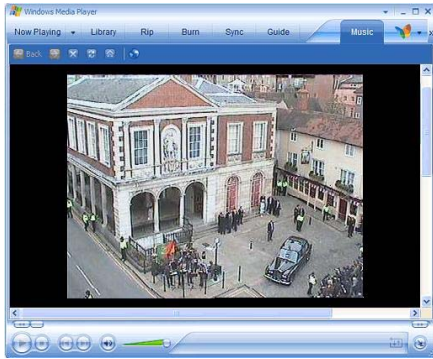 Windows Media Player
Now Playing Library Rip Burn Sync Guide Music
Back